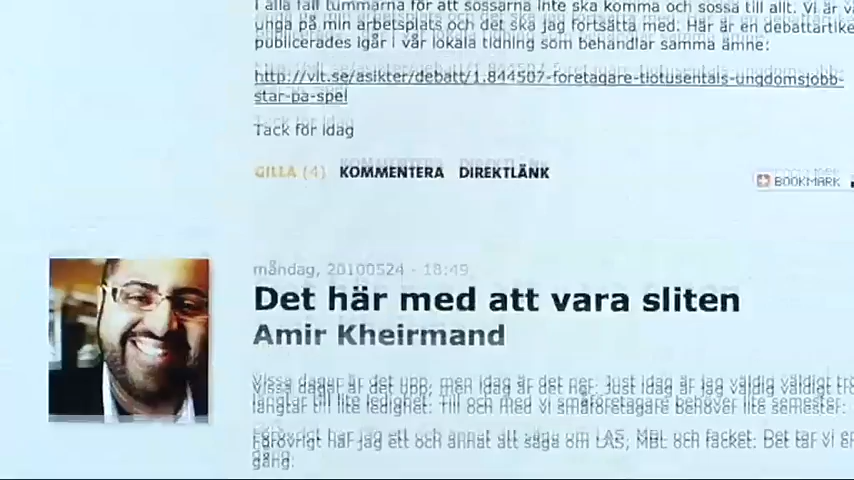 I alla fall tummarna för att sossarna inte ska komma och sossa till allt. Vi är v
unga på min arbetsplats och det ska jag fortsätta med. Här är en debattartike
publicerades igår i vår lokala tidning som behandlar samma ämne:
http://vlt.se/asikter/debatt/1.844507-foretagare-tiotusentals-ungdomsjobb-
star-pa-spel
Tack för idag
GILLA (4) KOMMENTERA DIREKTLÄNK
BOOKMARK
måndag, 20100524 - 18:49
Det här med att vara sliten
Amir Kheirmand
Vissa dagar är det upp, men idag är det ner. Just idag är jag väldig väldigt trö
längtar till lite ledighet. Till och med vi småföretagare behöver lite semester.
Förövrigt har jag ett och annat att säga om LAS, MBL och facket. Det tar vi en
gång.